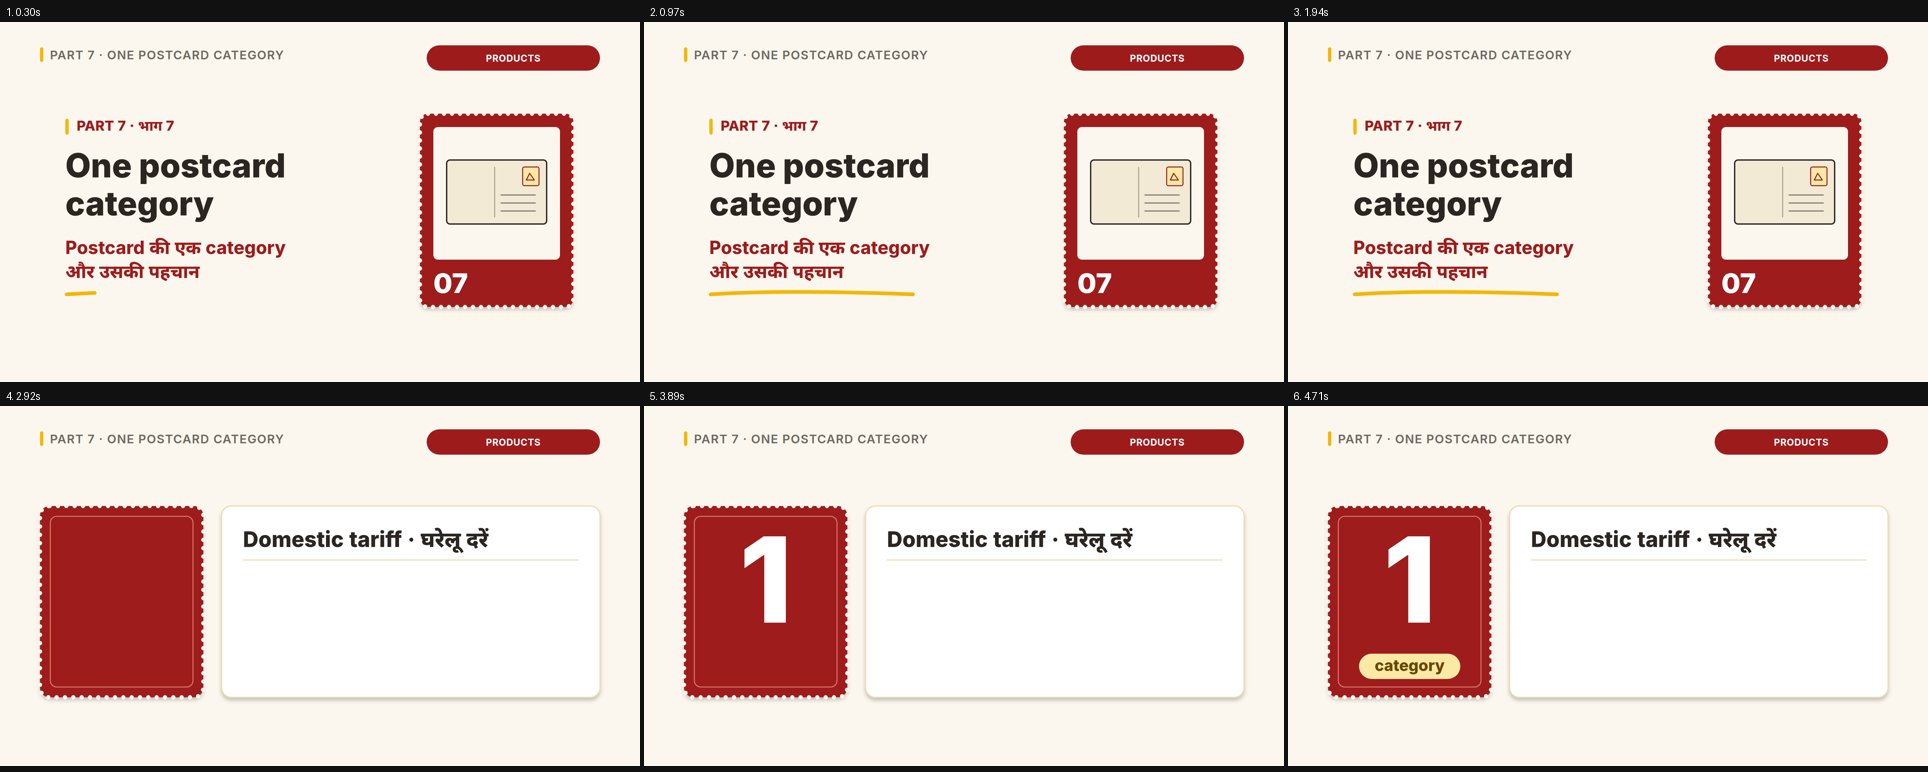 1. 0.30s
PART 7 · ONE POSTCARD CATEGORY
PRODUCTS
PART 7 · भाग 7
One postcard
category
Postcard की एक category
और उसकी पहचान
07
2. 0.97s
PART 7 · ONE POSTCARD CATEGORY
PRODUCTS
PART 7 · भाग 7
One postcard
category
Postcard की एक category
और उसकी पहचान
07
3. 1.94s
PART 7 · ONE POSTCARD CATEGORY
PRODUCTS
PART 7 · भाग 7
One postcard
category
Postcard की एक category
और उसकी पहचान
07
4. 2.92s
PART 7 · ONE POSTCARD CATEGORY
PRODUCTS
Domestic tariff · घरेलू दरें
5. 3.89s
PART 7 · ONE POSTCARD CATEGORY
PRODUCTS
1
Domestic tariff · घरेलू दरें
6. 4.71s
PART 7 · ONE POSTCARD CATEGORY
PRODUCTS
1
category
Domestic tariff · घरेलू दरें